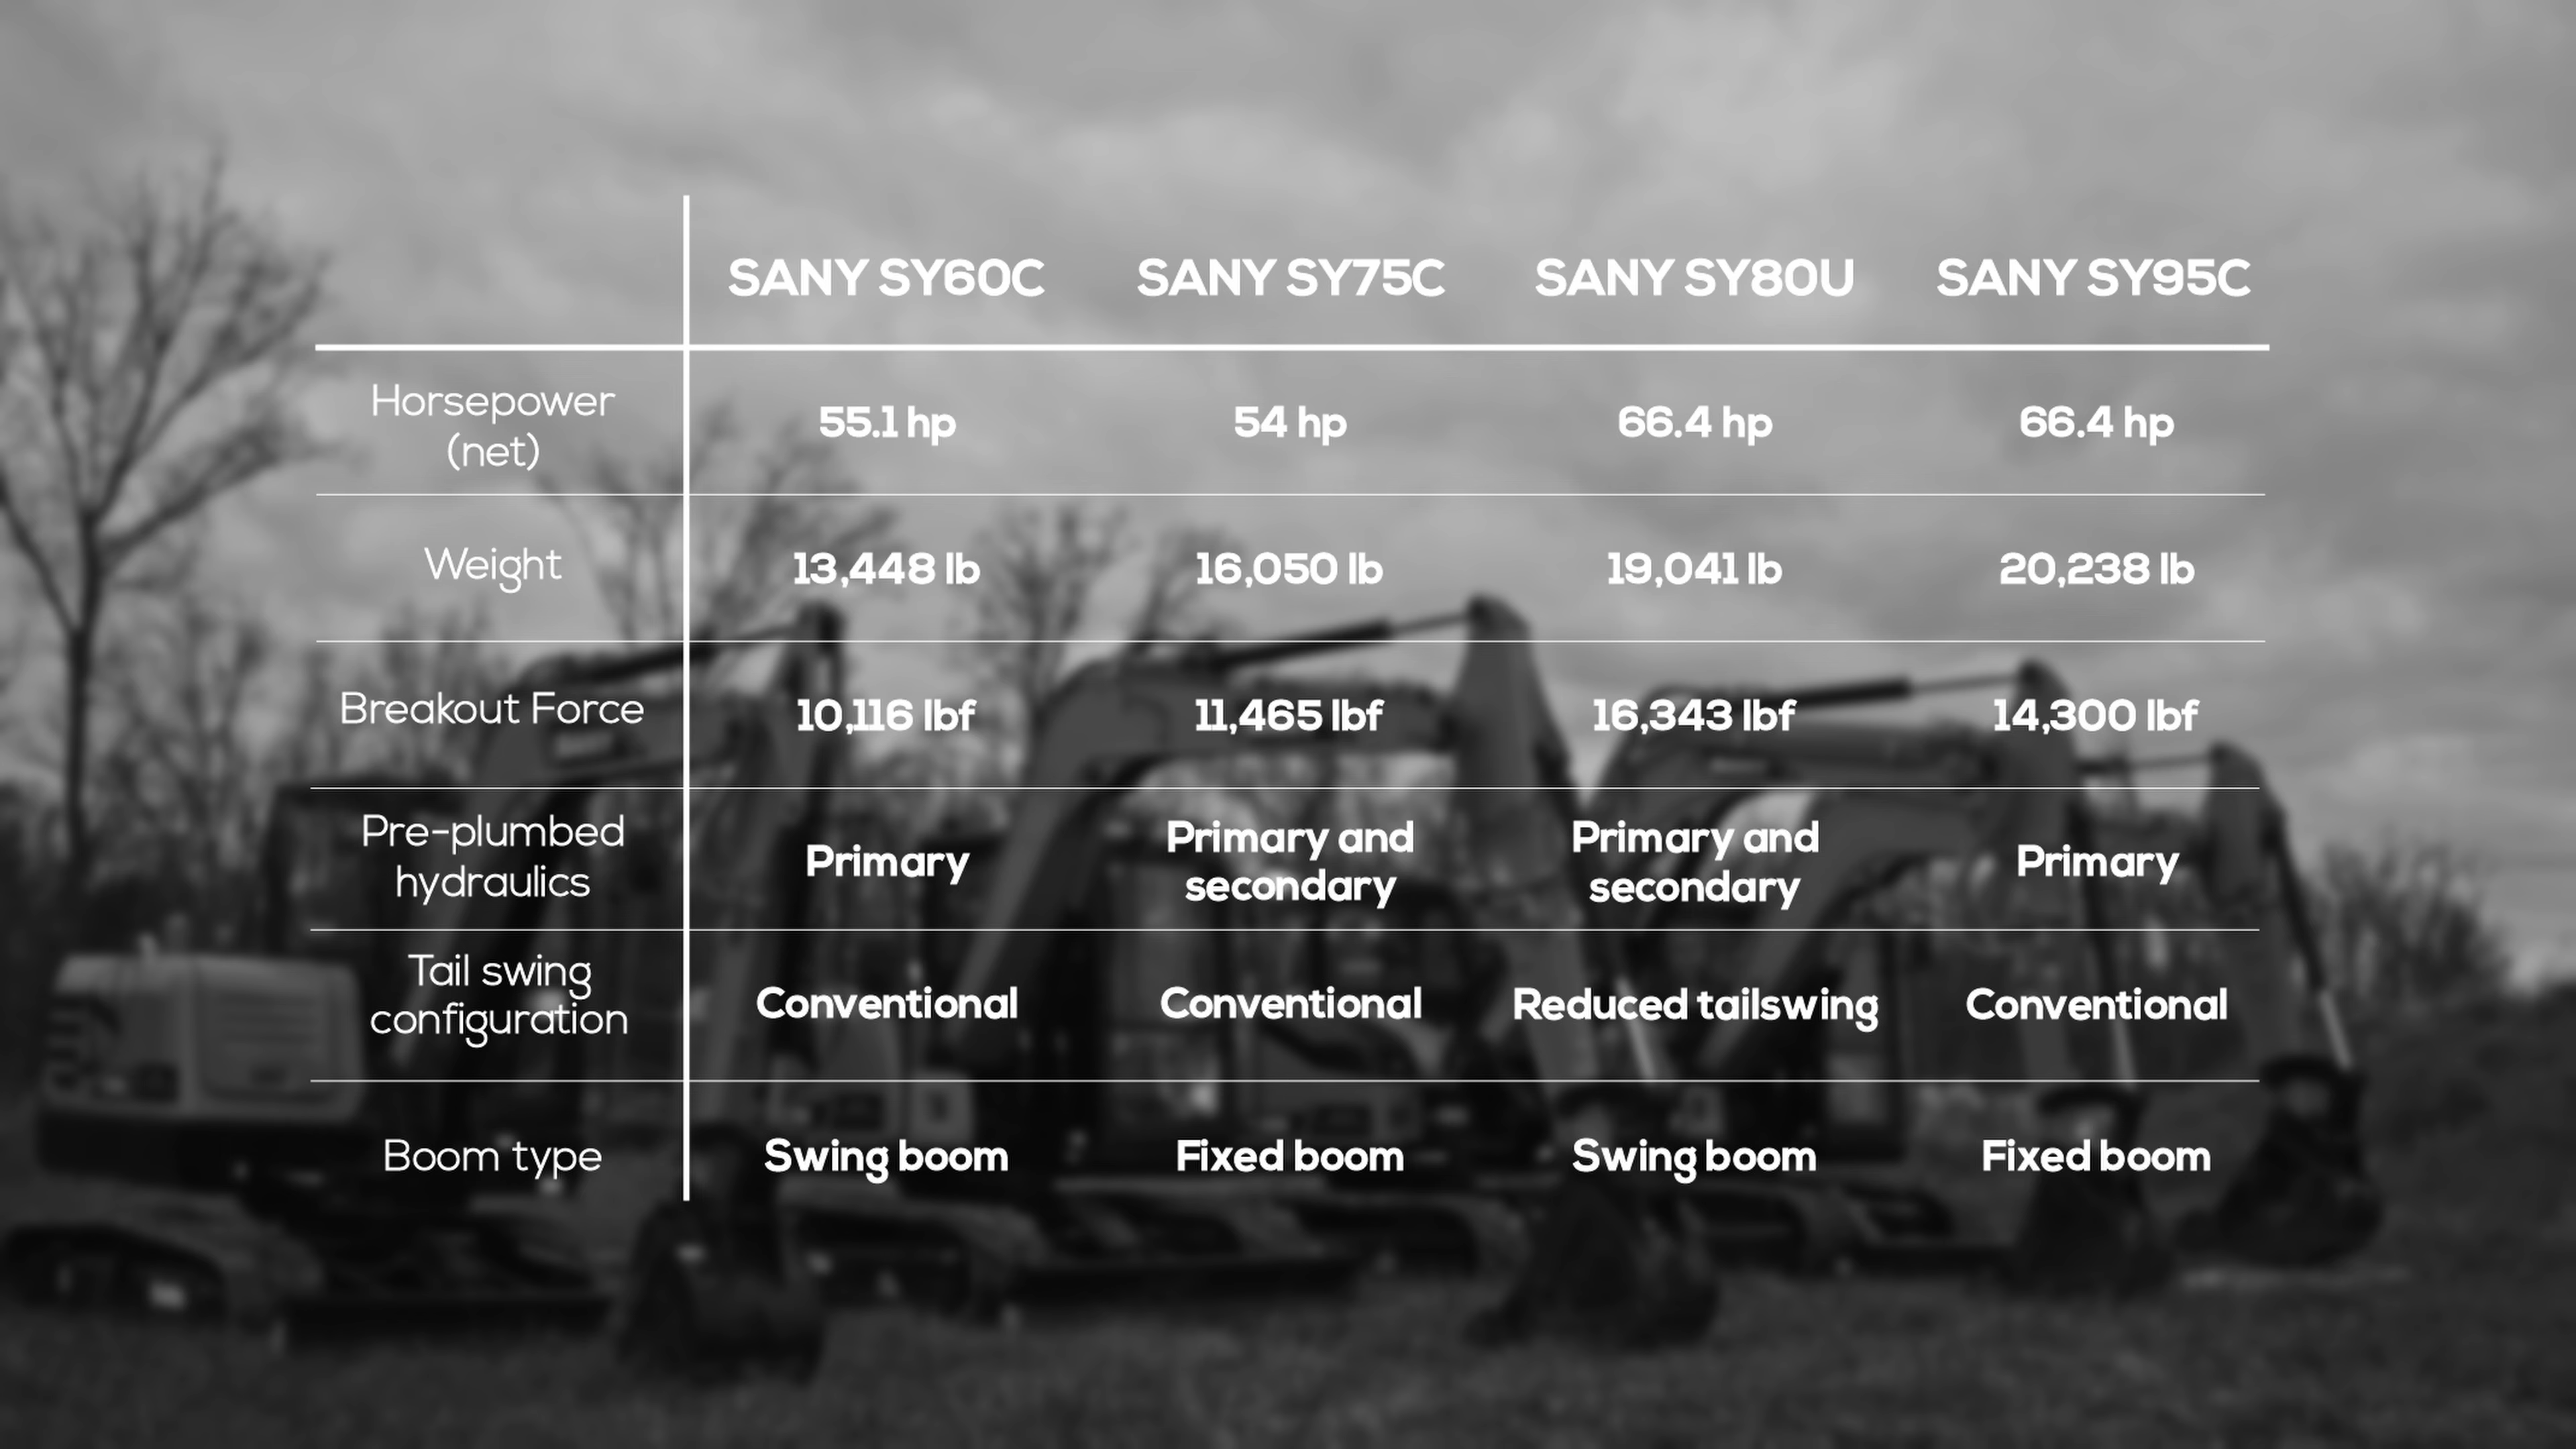 SANY SY60C SANY SY75C SANY SY80U SANY SY95C
Horsepower
(net)
55.1 hp 54 hp 66.4 hp 66.4 hp
Weight 13,448 lb 16,050 lb 19,041 lb 20,238 lb
Breakout Force 10,116 lbf 11,465 lbf 16,343 lbf 14,300 lbf
Pre-plumbed
hydraulics
Primary
Primary and
secondary
Primary and
secondary
Primary
Tail swing
configuration
Conventional Conventional Reduced tailswing Conventional
Boom type Swing boom Fixed boom Swing boom Fixed boom